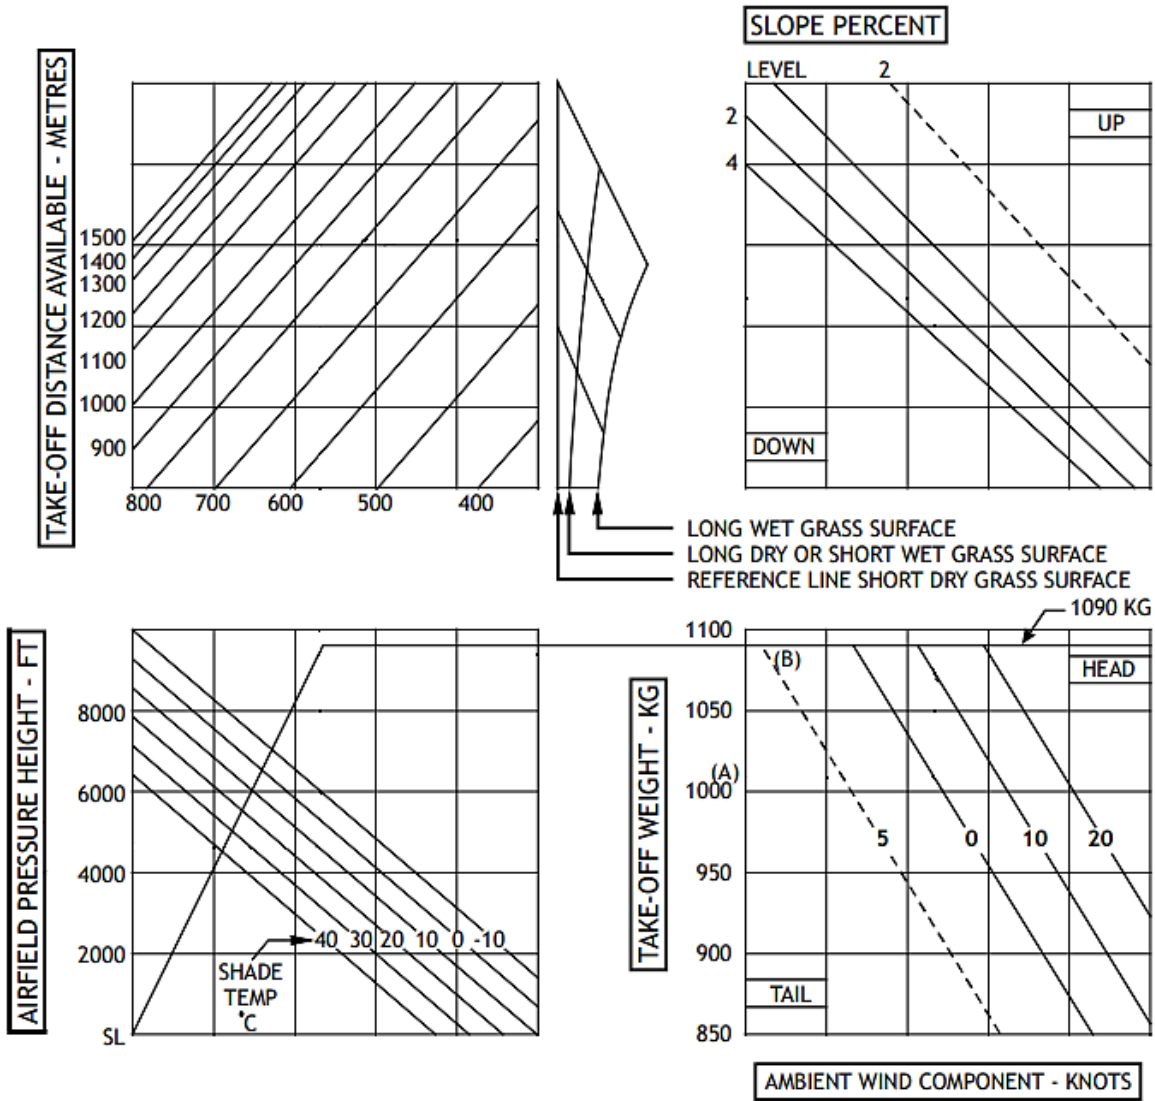 SLOPE PERCENT
TAKE-OFF DISTANCE AVAILABLE - METRES
LEVEL 2
2
4
UP
1500
1400
1300
1200
1100
1000
900
DOWN
800 700 600 500 400
LONG WET GRASS SURFACE
LONG DRY OR SHORT WET GRASS SURFACE
REFERENCE LINE SHORT DRY GRASS SURFACE
1090 KG
AIRFIELD PRESSURE HEIGHT - FT
8000
6000
4000
2000
SL
40 30 20 10 0 -10
SHADE
TEMP
°C
TAKE-OFF WEIGHT - KG
1100
1050
(A)
1000
950
900
850
(B)
HEAD
5 0 10 20
TAIL
AMBIENT WIND COMPONENT - KNOTS